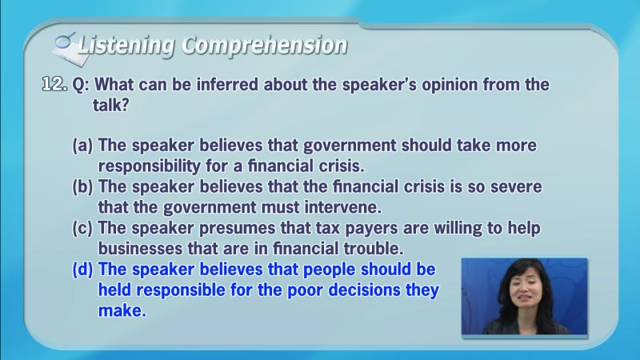 Listening Comprehension
12. Q: What can be inferred about the speaker's opinion from the
talk?
(a) The speaker believes that government should take more
responsibility for a financial crisis.
(b) The speaker believes that the financial crisis is so severe
that the government must intervene.
(c) The speaker presumes that tax payers are willing to help
businesses that are in financial trouble.
(d) The speaker believes that people should be
held responsible for the poor decisions they
make.